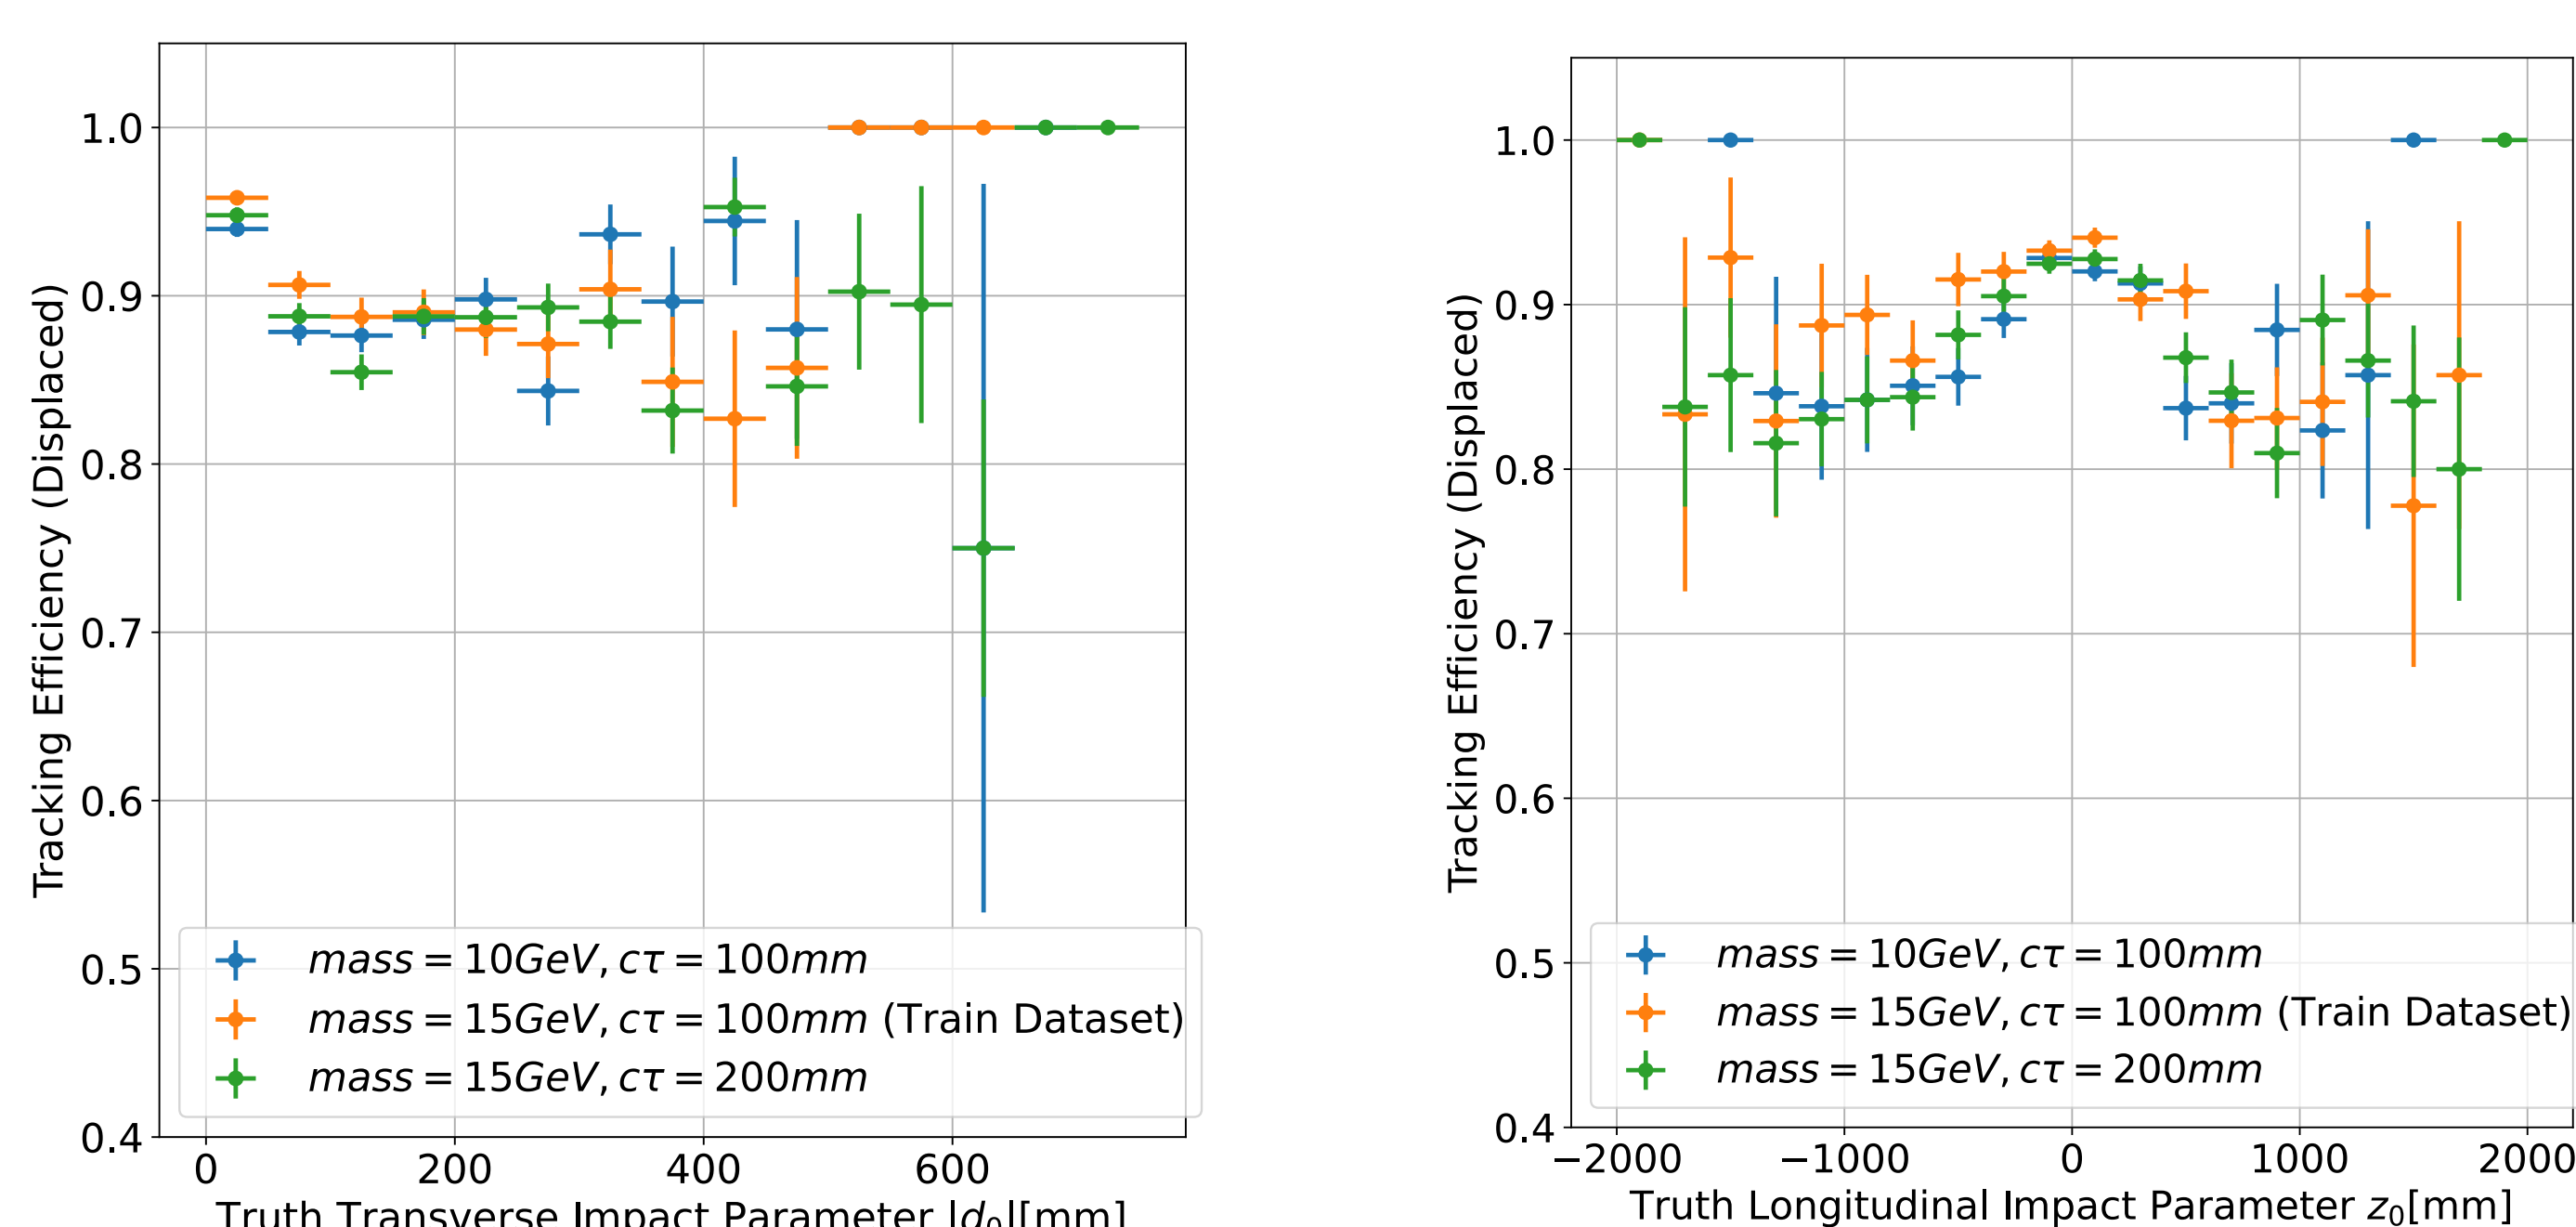 Tracking Efficiency (Displaced)
1.0
0.9
0.8
0.7
0.6
0.5
0.4
mass = 10GeV, cτ = 100mm
mass = 15GeV, cτ = 100mm (Train Dataset)
mass = 15GeV, cτ = 200mm
0 200 400 600
Truth Transverse Impact Parameter |d₀|[mm]
Tracking Efficiency (Displaced)
1.0
0.9
0.8
0.7
0.6
0.5
0.4
mass = 10GeV, cτ = 100mm
mass = 15GeV, cτ = 100mm (Train Dataset)
mass = 15GeV, cτ = 200mm
−2000 −1000 0 1000 2000
Truth Longitudinal Impact Parameter z₀[mm]